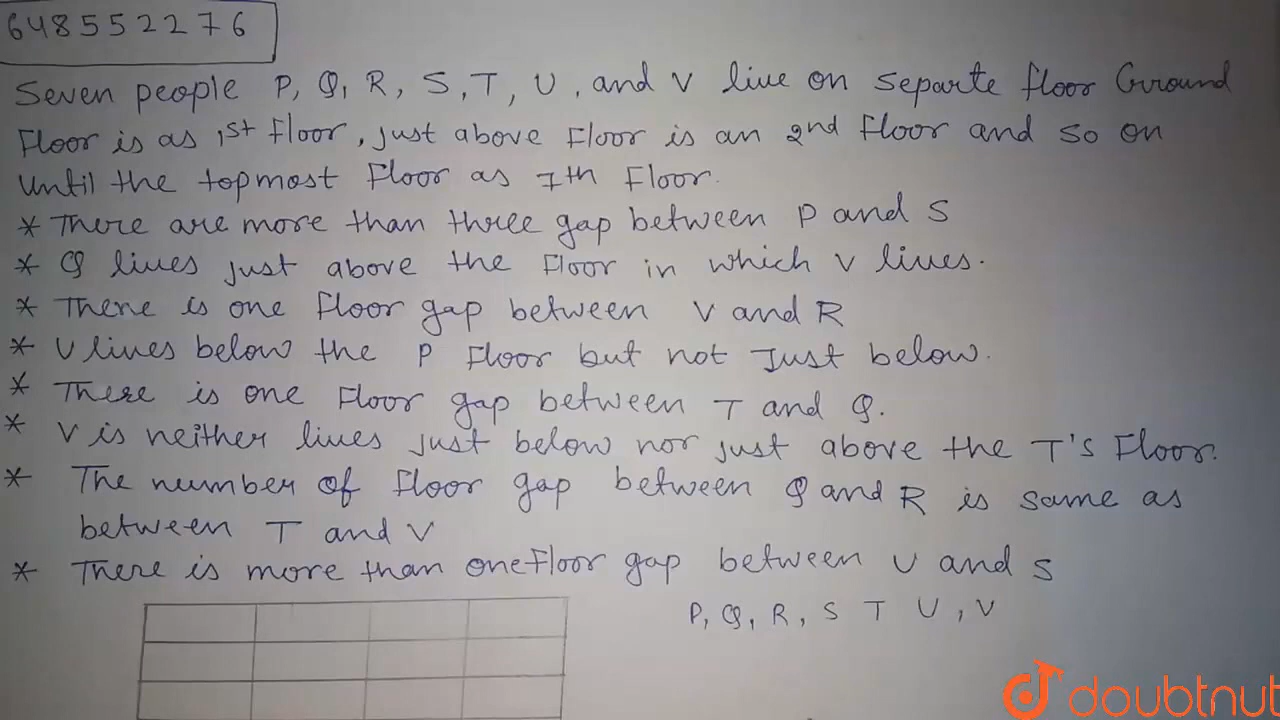 648552276
Seven people P, Q, R, S, T, U, and V live on separte floor Ground
Floor is as 1st floor, just above Floor is an 2nd Floor and so on
until the topmost Floor as 7th Floor.
* There are more than three gap between P and S
* Q lives just above the Floor in which V lives.
* There is one floor gap between V and R
* V lives below the P Floor but not Just below.
* There is one Floor gap between T and Q.
* V is neither lives just below nor just above the T's Floor.
* The number of floor gap between Q and R is same as
between T and V
* There is more than one Floor gap between U and S
P, Q, R, S T U, V
doubtnut